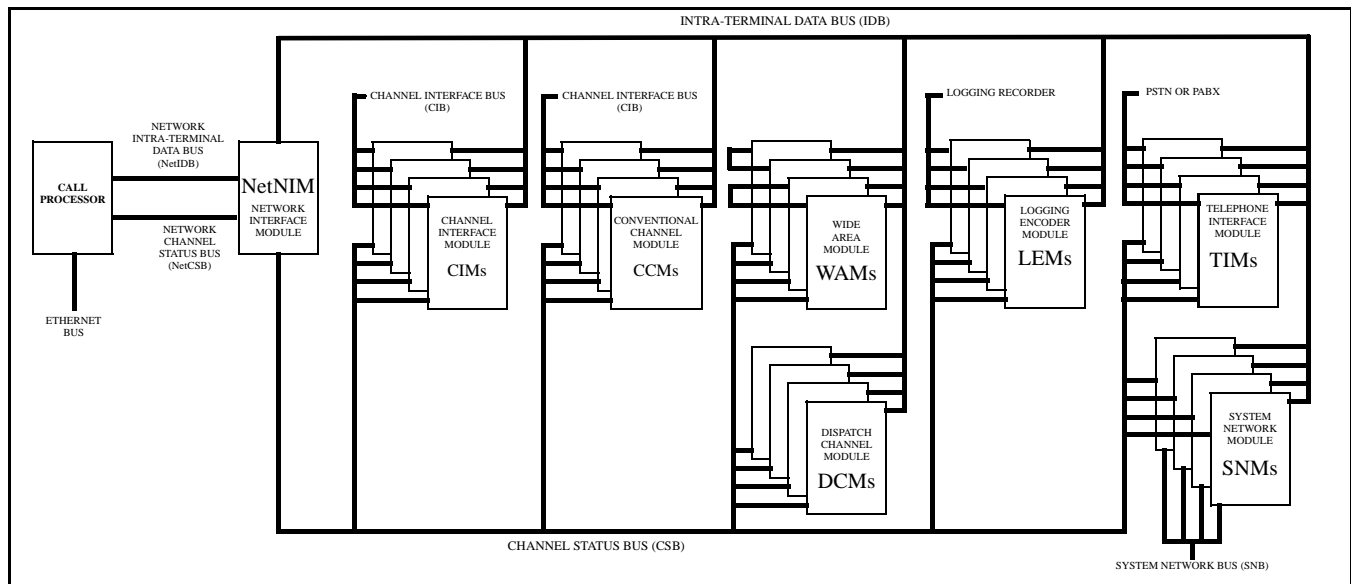 INTRA-TERMINAL DATA BUS (IDB)
CHANNEL INTERFACE BUS
(CIB)
CHANNEL INTERFACE BUS
(CIB)
LOGGING RECORDER
PSTN OR PABX
NETWORK
INTRA-TERMINAL
DATA BUS
(NetIDB)
CALL
PROCESSOR
NETWORK
CHANNEL
STATUS BUS
(NetCSB)
ETHERNET
BUS
NetNIM
NETWORK
INTERFACE
MODULE
CHANNEL
INTERFACE
MODULE
CIMs
CONVENTIONAL
CHANNEL
MODULE
CCMs
WIDE
AREA
MODULE
WAMs
LOGGING
ENCODER
MODULE
LEMs
TELEPHONE
INTERFACE
MODULE
TIMs
DISPATCH
CHANNEL
MODULE
DCMs
SYSTEM
NETWORK
MODULE
SNMs
CHANNEL STATUS BUS (CSB)
SYSTEM NETWORK BUS (SNB)